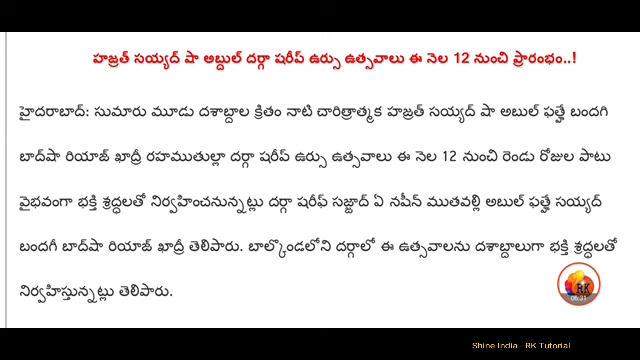 హజ్రత్ సయ్యద్ షా అబ్దుల్ దర్గా షరీఫ్ ఉర్సు ఉత్సవాలు ఈ నెల 12 నుంచి ప్రారంభం..!
హైదరాబాద్: సుమారు మూడు దశాబ్దాల క్రితం నాటి చారిత్రాత్మక హజ్రత్ సయ్యద్ షా అబుల్ ఫత్హే బందగి
బాద్‌షా రియాజ్ ఖాద్రీ రహముతుల్లా దర్గా షరీఫ్ ఉర్సు ఉత్సవాలు ఈ నెల 12 నుంచి రెండు రోజుల పాటు
వైభవంగా భక్తి శ్రద్ధలతో నిర్వహించనున్నట్లు దర్గా షరీఫ్ సజ్జాద్ ఏ నషీన్ ముతవల్లి అబుల్ ఫత్హే సయ్యద్
బందగీ బాద్‌షా రియాజ్ ఖాద్రీ తెలిపారు. బాల్కొండలోని దర్గాలో ఈ ఉత్సవాలను దశాబ్దాలుగా భక్తి శ్రద్ధలతో
నిర్వహిస్తున్నట్లు తెలిపారు.
RK
06:31
Shine India - RK Tutorial